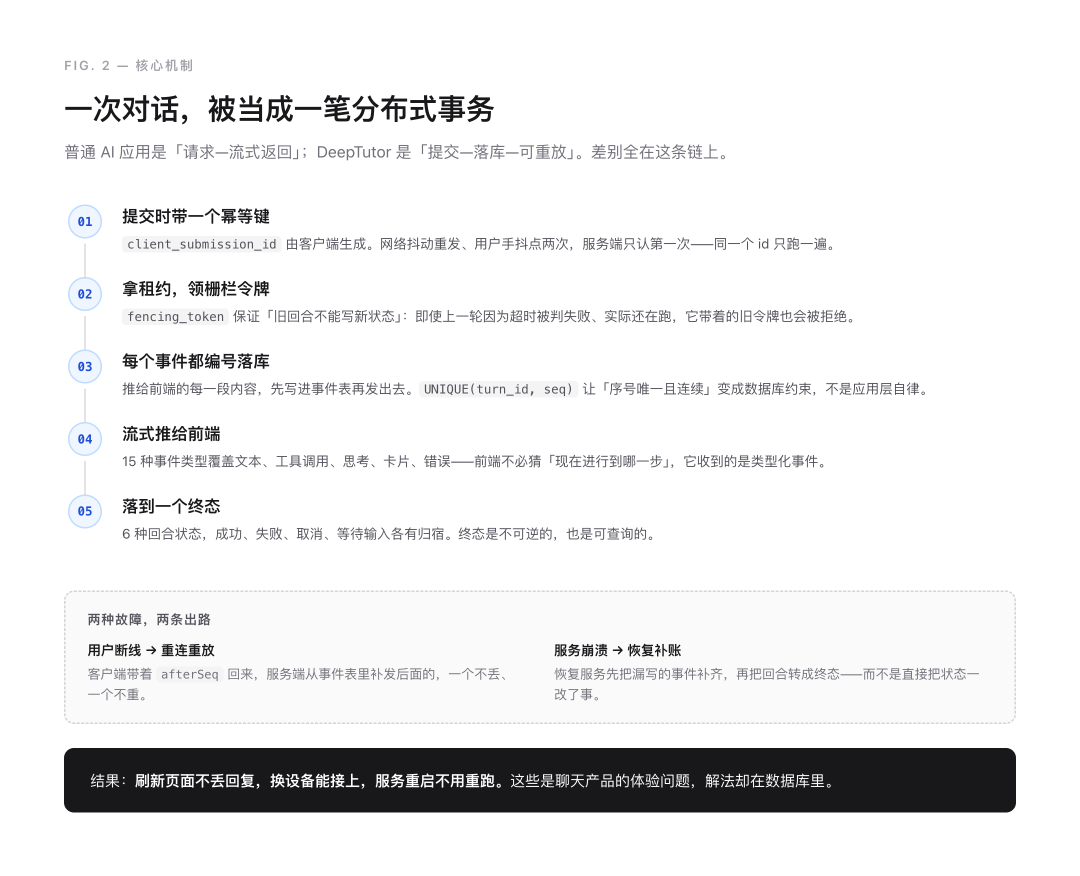 FIG. 2 — 核心机制
一次对话，被当成一笔分布式事务
普通 AI 应用是「请求—流式返回」；DeepTutor 是「提交—落库—可重放」。差别全在这条链上。
01
提交时带一个幂等键
client_submission_id 由客户端生成。网络抖动重发、用户手抖点两次，服务端只认第一次——同一个 id 只跑一遍。
02
拿租约，领栅栏令牌
fencing_token 保证「旧回合不能写新状态」：即使上一轮因为超时被判失败、实际还在跑，它带着的旧令牌也会被拒绝。
03
每个事件都编号落库
推给前端的每一段内容，先写进事件表再发出去。UNIQUE(turn_id, seq) 让「序号唯一且连续」变成数据库约束，不是应用层自律。
04
流式推给前端
15 种事件类型覆盖文本、工具调用、思考、卡片、错误——前端不必猜「现在进行到哪一步」，它收到的是类型化事件。
05
落到一个终态
6 种回合状态，成功、失败、取消、等待输入各有归宿。终态是不可逆的，也是可查询的。
两种故障，两条出路
用户断线 → 重连重放
客户端带着 afterSeq 回来，服务端从事件表里补发后面的，一个不丢、
一个不重。
服务崩溃 → 恢复补账
恢复服务先把漏写的事件补齐，再把回合转成终态——而不是直接把状态一
改了事。
结果：刷新页面不丢回复，换设备能接上，服务重启不用重跑。这些是聊天产品的体验问题，解法却在数据库里。